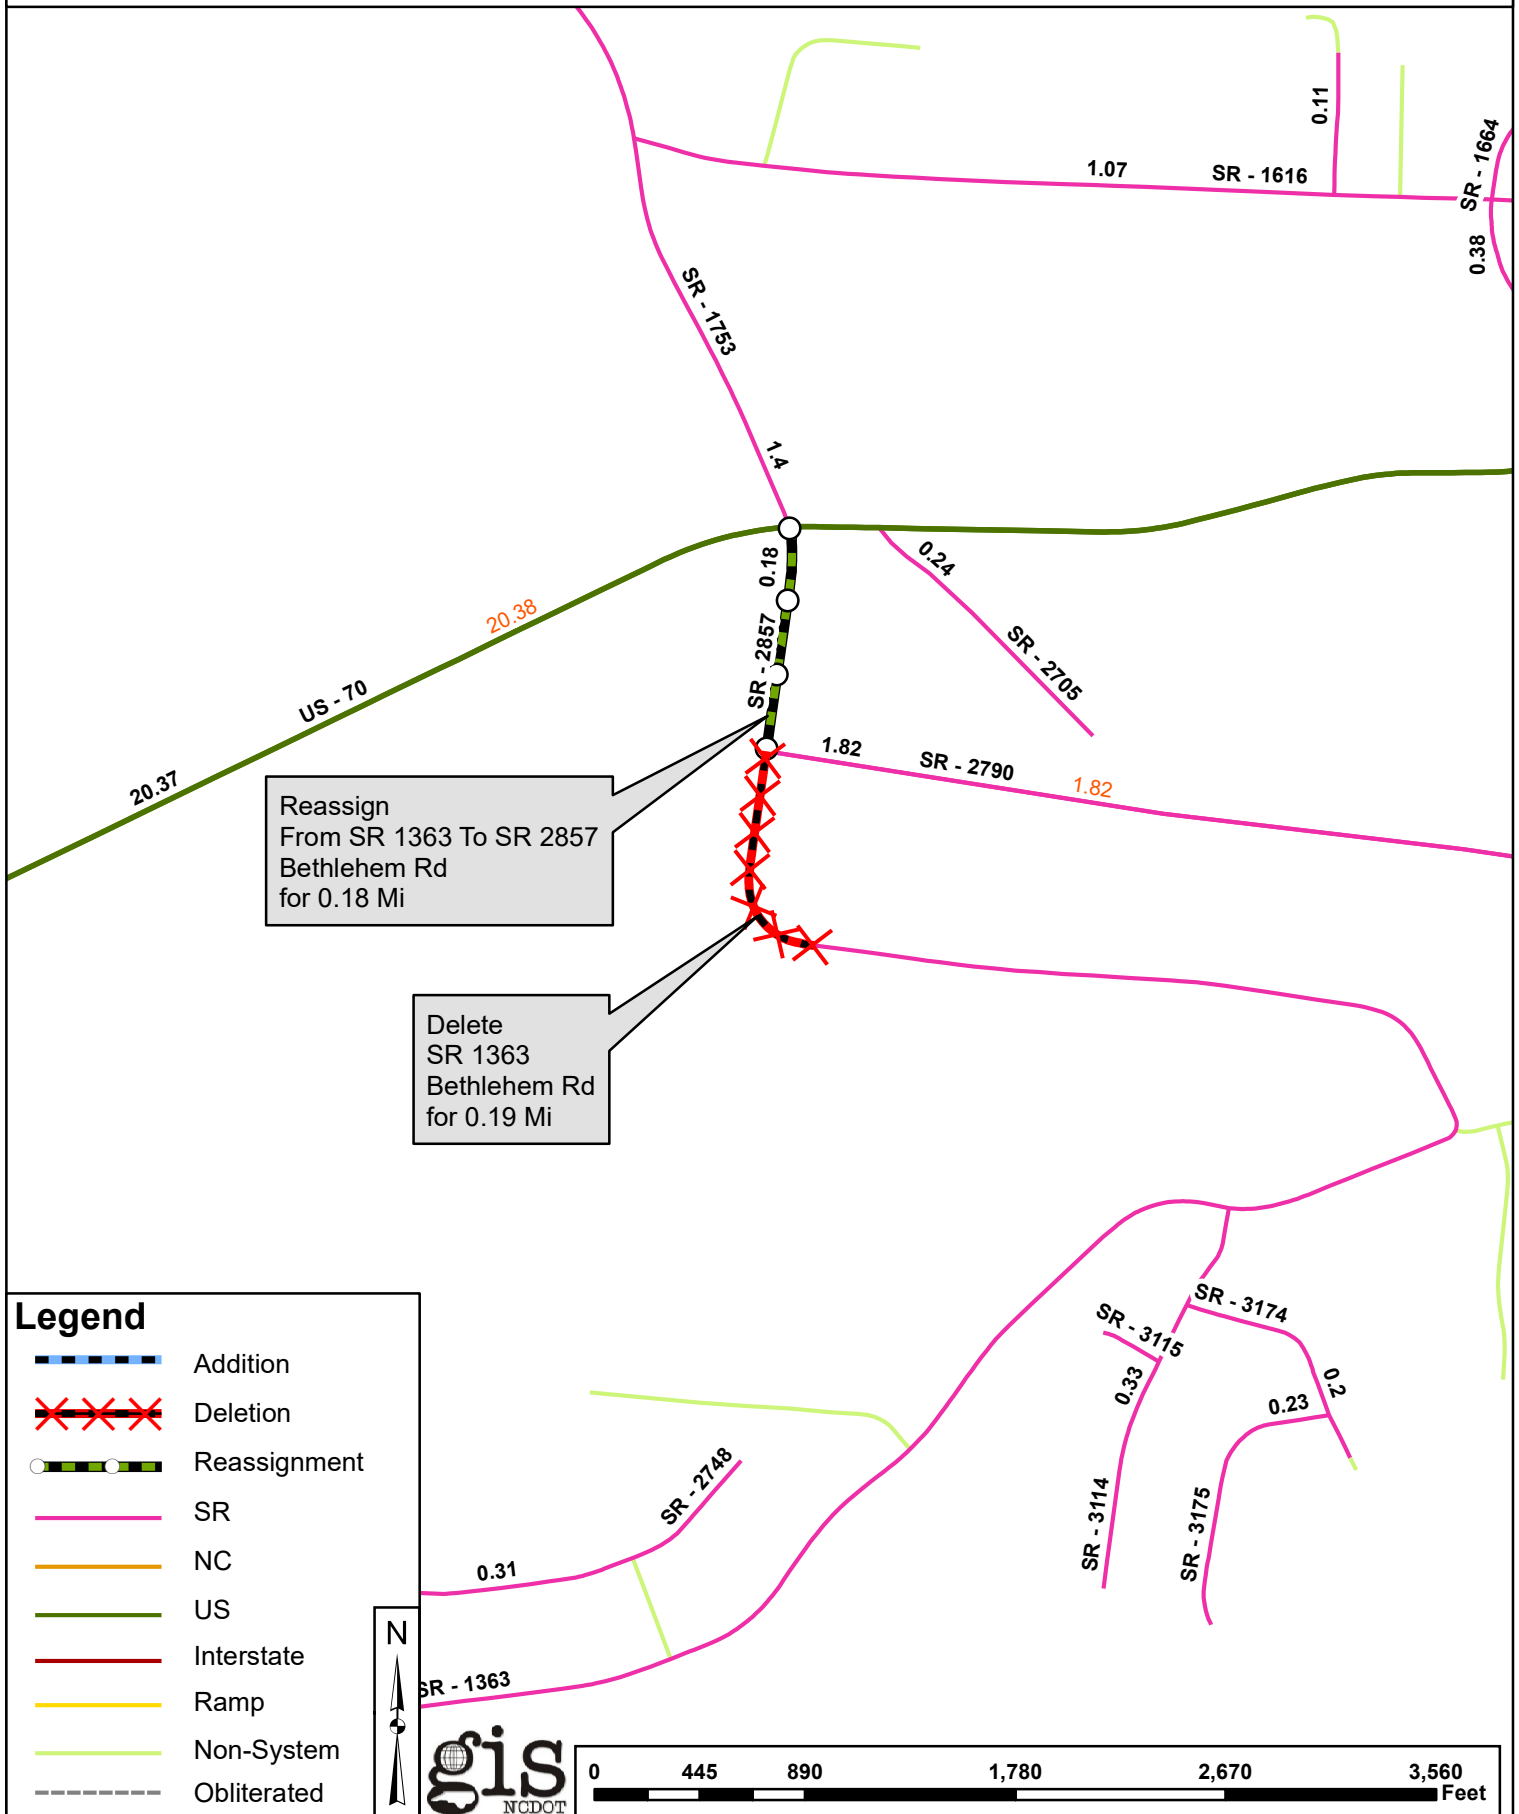 0.11
SR - 1664
1.07
SR - 1616
0.38
SR - 1753
1.4
0.18
0.24
20.38
SR - 2857
SR - 2705
US - 70
20.37
1.82
SR - 2790
1.82
Reassign
From SR 1363 To SR 2857
Bethlehem Rd
for 0.18 Mi
Delete
SR 1363
Bethlehem Rd
for 0.19 Mi
SR - 3174
SR - 3115
0.33
0.2
0.23
SR - 2748
SR - 3114
SR - 3175
0.31
SR - 1363
Legend
Addition
Deletion
Reassignment
SR
NC
US
Interstate
Ramp
Non-System
Obliterated
N
gis
NCDOT
0 445 890 1,780 2,670 3,560
Feet